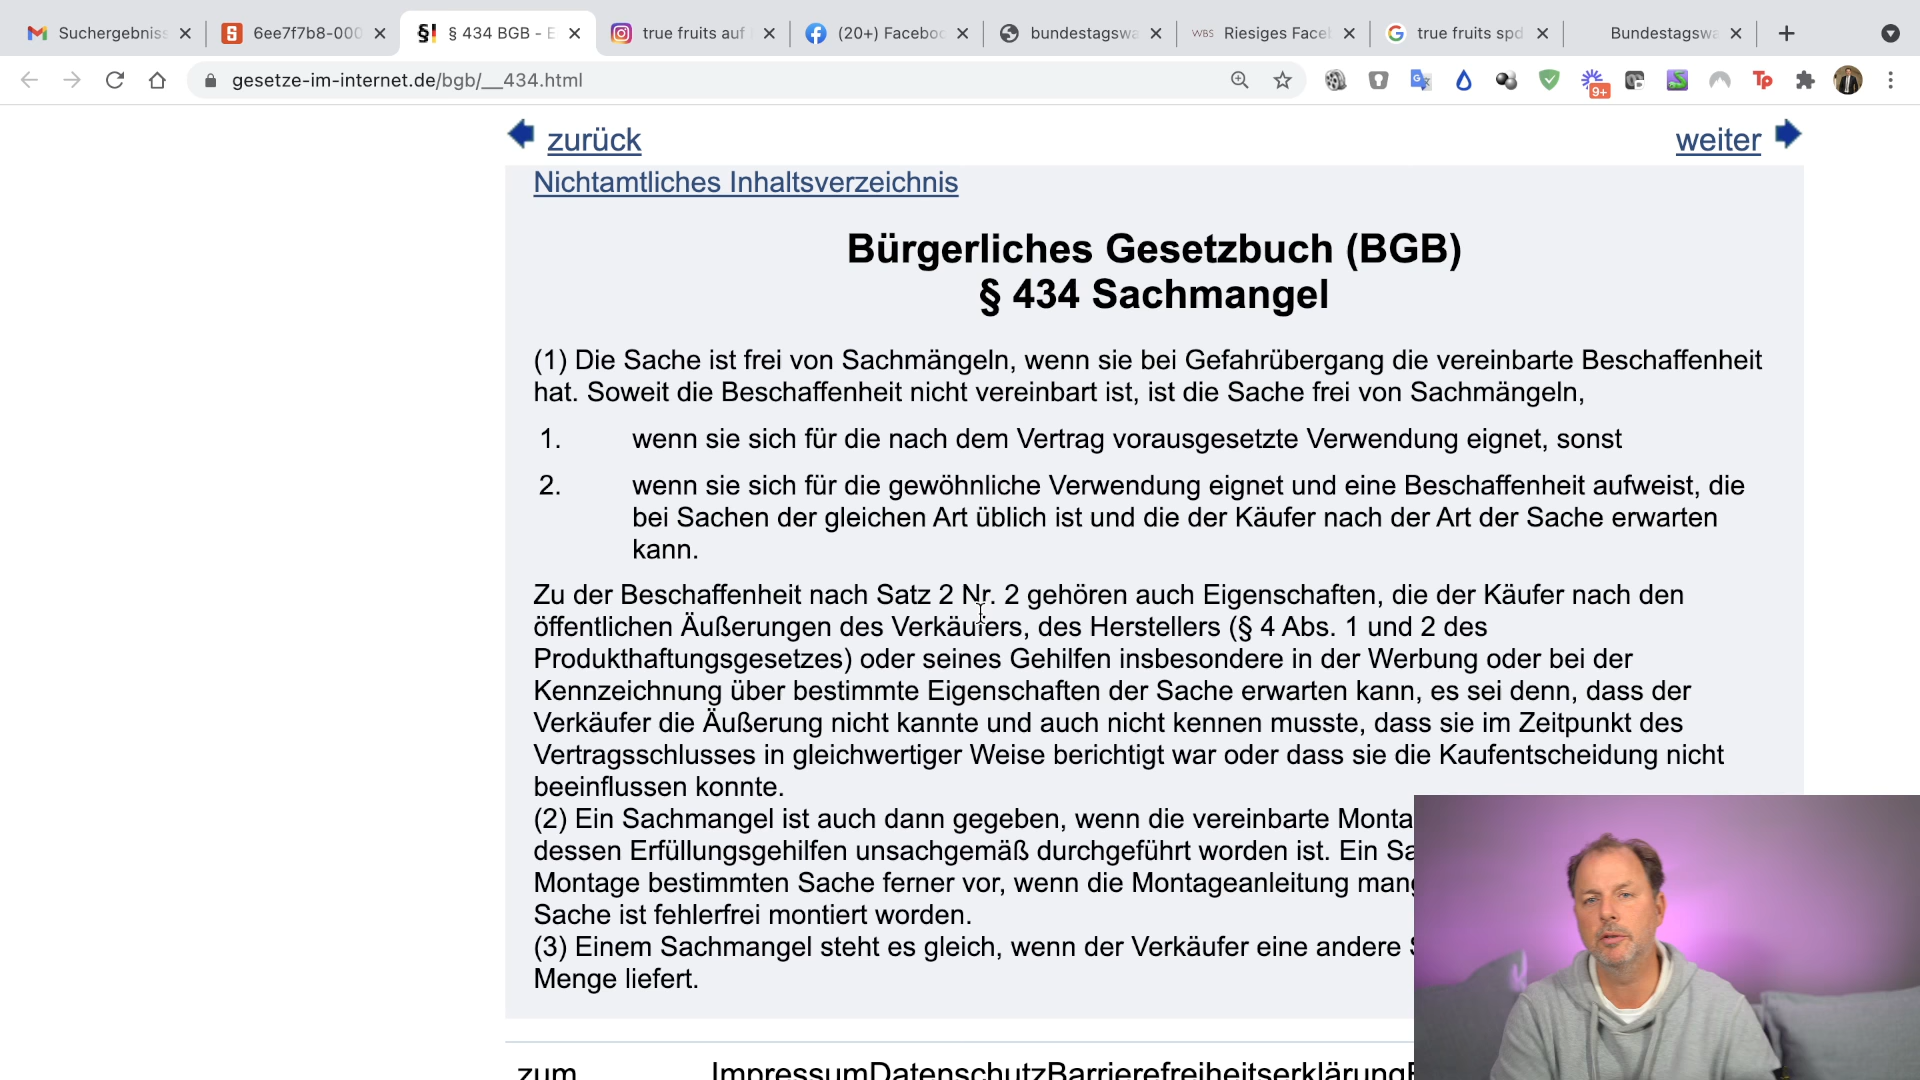 Suchergebniss
6ee7f7b8-000
§ 434 BGB - E
true fruits auf
(20+) Faceboo
bundestagswa
WBS
Riesiges Face
true fruits spd
Bundestagswa
gesetze-im-internet.de/bgb/__434.html
9+
Tp
zurück
weiter
Nichtamtliches Inhaltsverzeichnis
Bürgerliches Gesetzbuch (BGB)
§ 434 Sachmangel
(1) Die Sache ist frei von Sachmängeln, wenn sie bei Gefahrübergang die vereinbarte Beschaffenheit
hat. Soweit die Beschaffenheit nicht vereinbart ist, ist die Sache frei von Sachmängeln,
1. wenn sie sich für die nach dem Vertrag vorausgesetzte Verwendung eignet, sonst
2. wenn sie sich für die gewöhnliche Verwendung eignet und eine Beschaffenheit aufweist, die
bei Sachen der gleichen Art üblich ist und die der Käufer nach der Art der Sache erwarten
kann.
Zu der Beschaffenheit nach Satz 2 Nr. 2 gehören auch Eigenschaften, die der Käufer nach den
öffentlichen Äußerungen des Verkäufers, des Herstellers (§ 4 Abs. 1 und 2 des
Produkthaftungsgesetzes) oder seines Gehilfen insbesondere in der Werbung oder bei der
Kennzeichnung über bestimmte Eigenschaften der Sache erwarten kann, es sei denn, dass der
Verkäufer die Äußerung nicht kannte und auch nicht kennen musste, dass sie im Zeitpunkt des
Vertragsschlusses in gleichwertiger Weise berichtigt war oder dass sie die Kaufentscheidung nicht
beeinflussen konnte.
(2) Ein Sachmangel ist auch dann gegeben, wenn die vereinbarte Monta
dessen Erfüllungsgehilfen unsachgemäß durchgeführt worden ist. Ein Sa
Montage bestimmten Sache ferner vor, wenn die Montageanleitung mang
Sache ist fehlerfrei montiert worden.
(3) Einem Sachmangel steht es gleich, wenn der Verkäufer eine andere S
Menge liefert.
zum ImpressumDatenschutzBarrierefreiheitserklärung